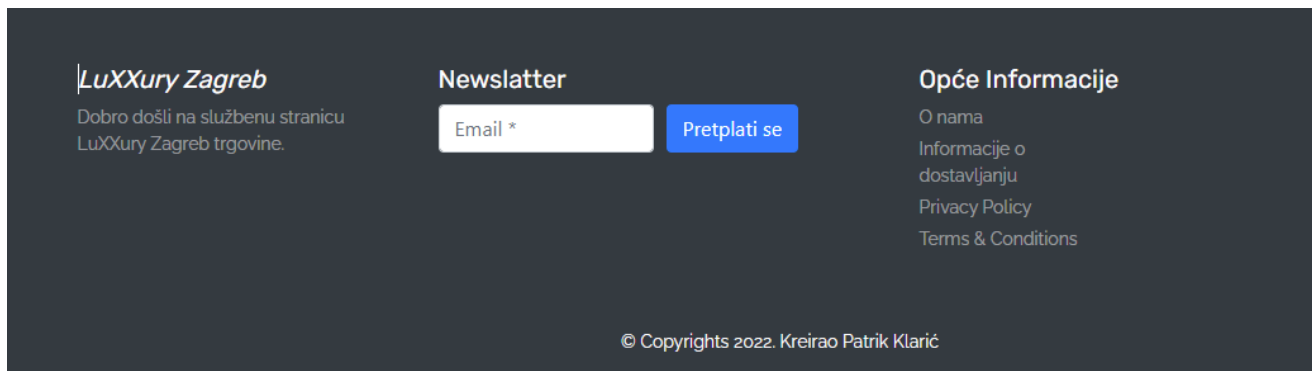 LuXXury Zagreb
Dobro došli na službenu stranicu
LuXXury Zagreb trgovine.
Newslatter
Email *
Pretplati se
Opće Informacije
O nama
Informacije o
dostavljanju
Privacy Policy
Terms & Conditions
© Copyrights 2022. Kreirao Patrik Klarić